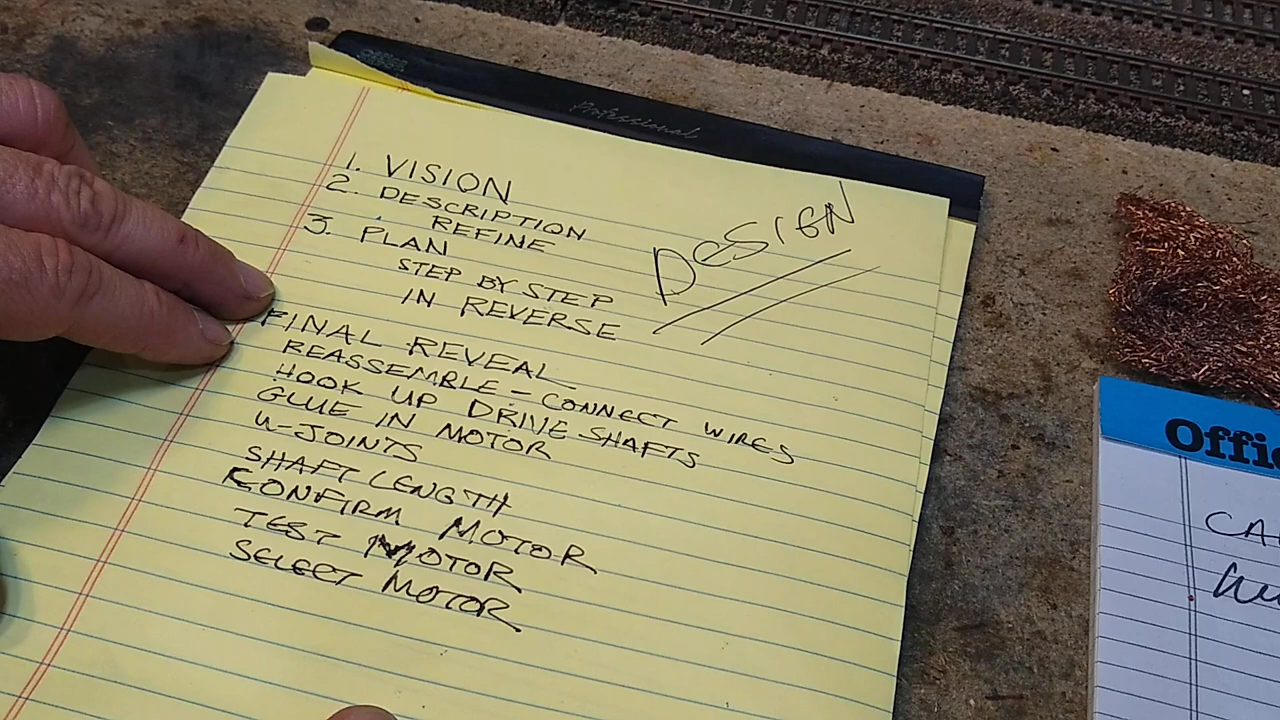 Professional
1. VISION
2. DESCRIPTION
REFINE
3. PLAN
STEP BY STEP
IN REVERSE
DESIGN
FINAL REVEAL
REASSEMBLE - CONNECT WIRES
HOOK UP DRIVE SHAFTS
GLUE IN MOTOR
U-JOINTS
SHAFT LENGTH
CONFIRM MOTOR
TEST MOTOR
SELECT MOTOR
Offic
CA